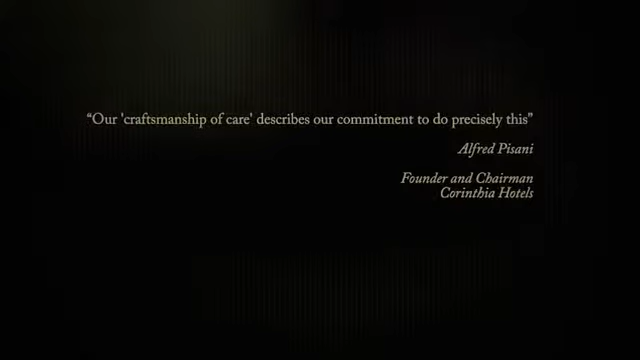 “Our 'craftsmanship of care' describes our commitment to do precisely this”
Alfred Pisani
Founder and Chairman
Corinthia Hotels